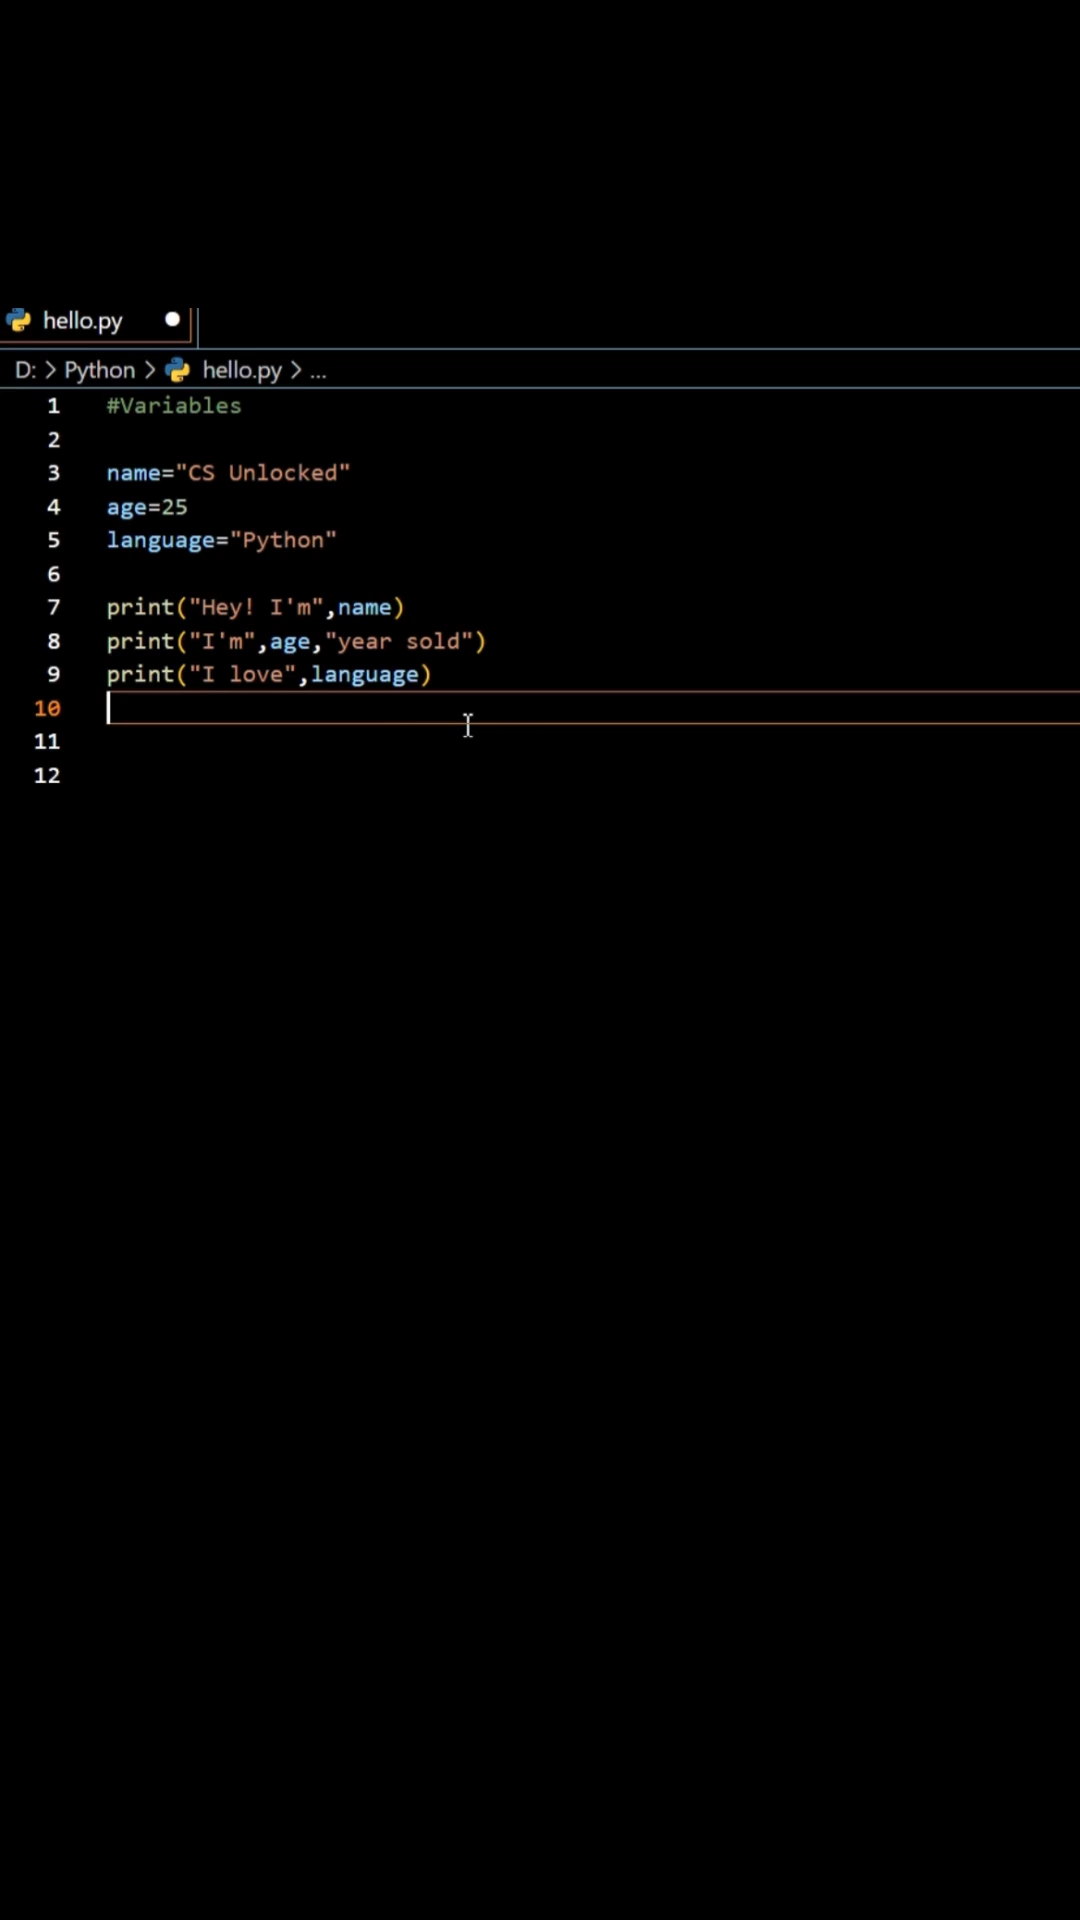 hello.py
D: > Python > hello.py > ...
1 #Variables
2
3 name="CS Unlocked"
4 age=25
5 language="Python"
6
7 print("Hey! I'm",name)
8 print("I'm",age,"year sold")
9 print("I love",language)
10
11
12